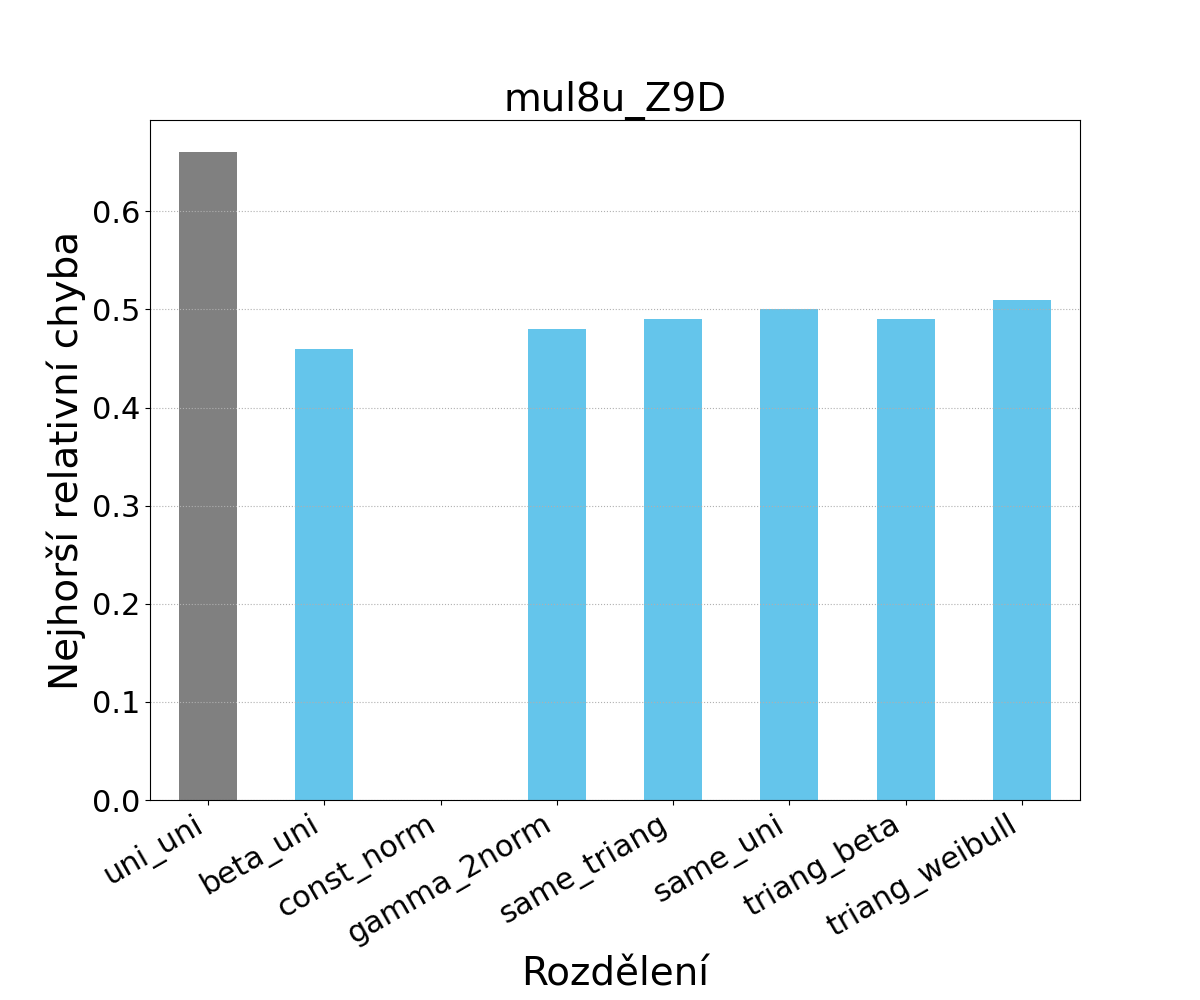 mul8u_Z9D
Nejhorší relativní chyba
0.6
0.5
0.4
0.3
0.2
0.1
0.0
uni_uni
beta_uni
const_norm
gamma_2norm
same_triang
same_uni
triang_beta
triang_weibull
Rozdělení